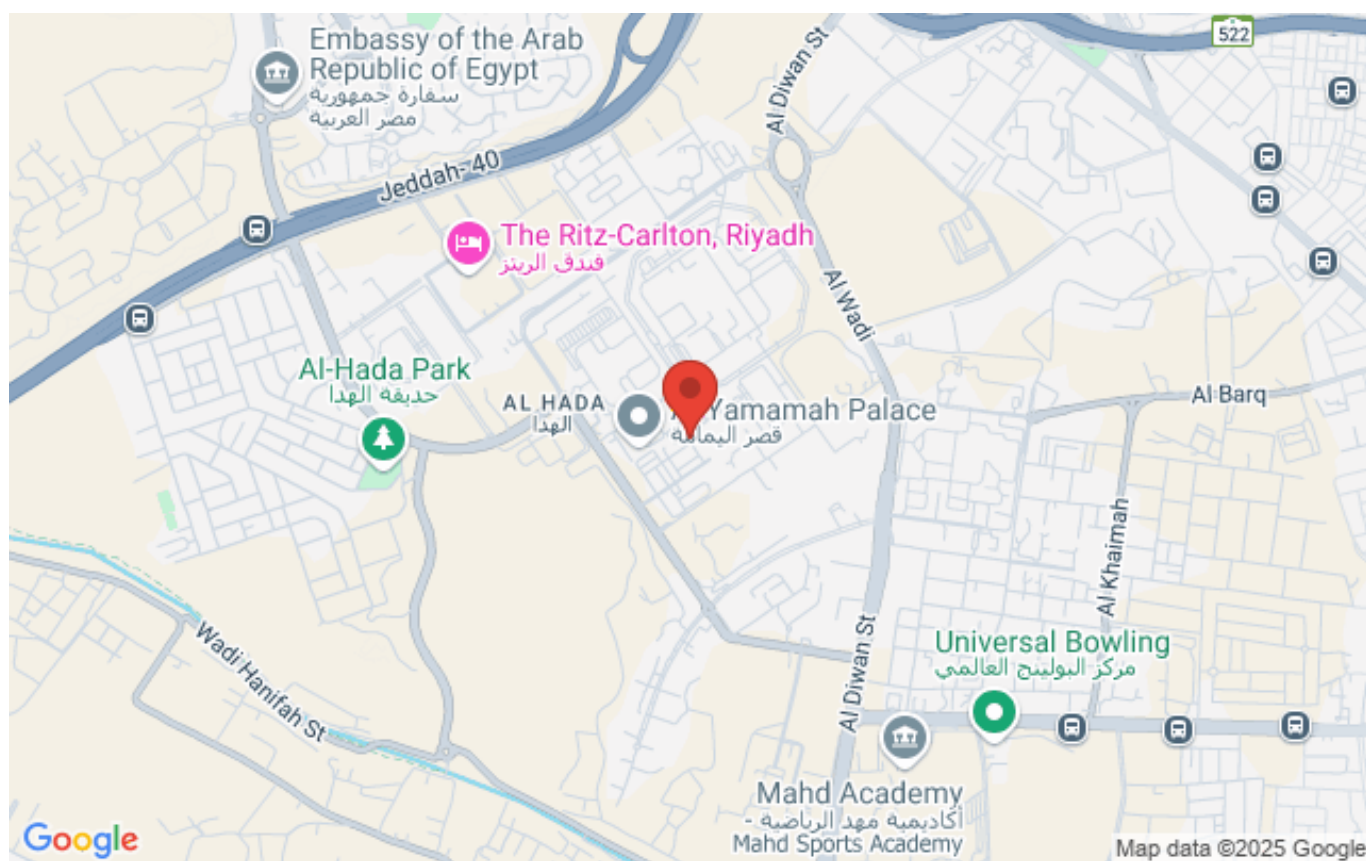 522
Embassy of the Arab
Republic of Egypt
سفارة جمهورية
مصر العربية
Al Diwan St
Jeddah- 40
The Ritz-Carlton, Riyadh
فندق الريتز
Al Wadi
Al-Hada Park
حديقة الهدا
AL HADA
الهدا
Yamamah Palace
قصر اليمامة
Al Barq
Al Khaimah
Wadi Hanifah St
Al Diwan St
Universal Bowling
مركز البولينج العالمي
Mahd Academy
أكاديمية مهد الرياضية -
Mahd Sports Academy
Google
Map data ©2025 Google